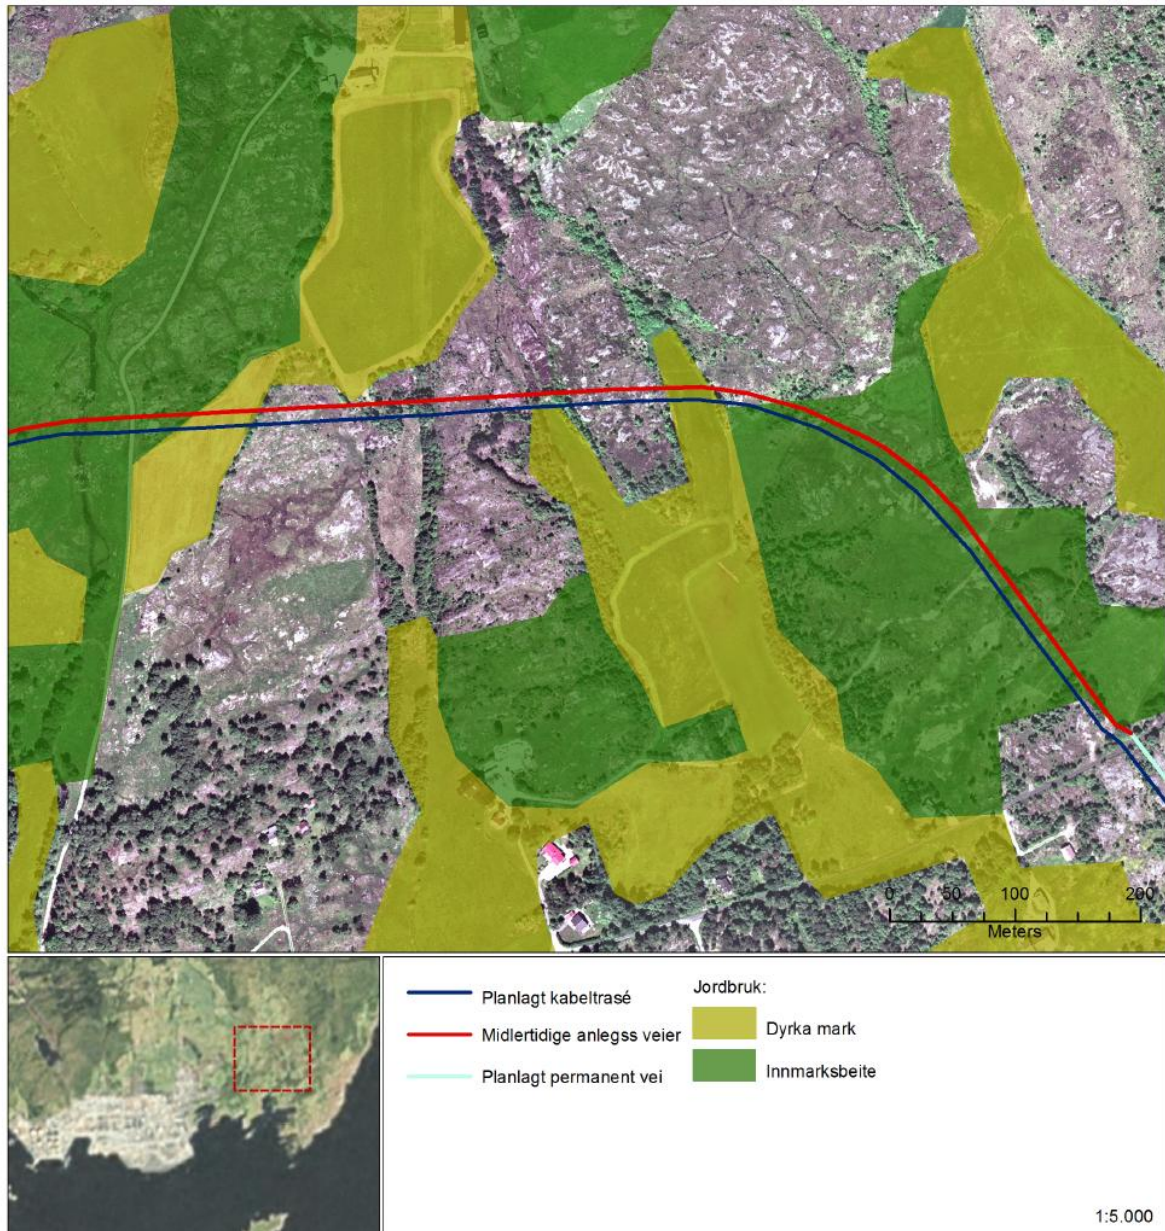 0 50 100 200
Meters
Planlagt kabeltrasé
Midlertidige anlegss veier
Planlagt permanent vei
Jordbruk:
Dyrka mark
Innmarksbeite
1:5.000